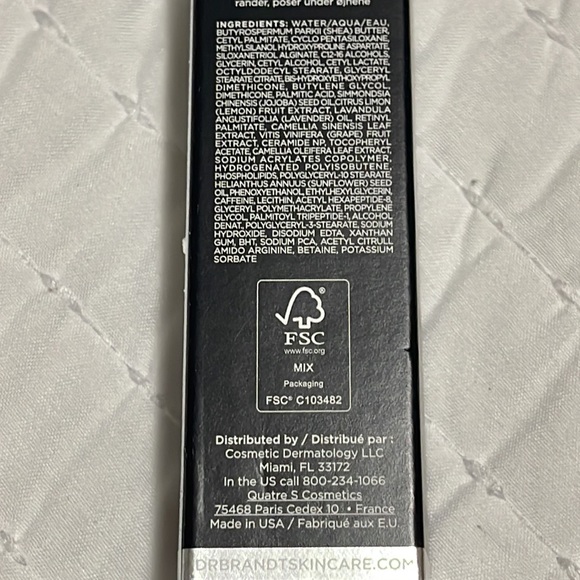 rander, poser under øjnene
INGREDIENTS: WATER/AQUA/EAU,
BUTYROSPERMUM PARKII (SHEA) BUTTER,
CETYL PALMITATE, CYCLO PENTASILOXANE,
METHYLSILANOL HYDROXYPROLINE ASPARTATE,
SILOXANETRIOL ALGINATE, C12-16 ALCOHOLS,
GLYCERIN, CETYL ALCOHOL, CETYL LACTATE,
OCTYLDODECYL STEARATE, GLYCERYL
STEARATE CITRATE, BIS-HYDROXYETHOXYPROPYL
DIMETHICONE, BUTYLENE GLYCOL,
DIMETHICONE, PALMITIC ACID, SIMMONDSIA
CHINENSIS (JOJOBA) SEED OIL,CITRUS LIMON
(LEMON) FRUIT EXTRACT, LAVANDULA
ANGUSTIFOLIA (LAVENDER) OIL, RETINYL
PALMITATE, CAMELLIA SINENSIS LEAF
EXTRACT, VITIS VINIFERA (GRAPE) FRUIT
EXTRACT, CERAMIDE NP, TOCOPHERYL
ACETATE, CAMELLIA OLEIFERA LEAF EXTRACT,
SODIUM ACRYLATES COPOLYMER,
HYDROGENATED POLYISOBUTENE,
PHOSPHOLIPIDS, POLYGLYCERYL-10 STEARATE,
HELIANTHUS ANNUUS (SUNFLOWER) SEED
OIL, PHENOXYETHANOL, ETHYLHEXYLGLYCERIN,
CAFFEINE, LECITHIN, ACETYL HEXAPEPTIDE-8,
GLYCERYL POLYMETHACRYLATE, PROPYLENE
GLYCOL, PALMITOYL TRIPEPTIDE-1, ALCOHOL
DENAT, POLYGLYCERYL-3-STEARATE, SODIUM
HYDROXIDE, DISODIUM EDTA, XANTHAN
GUM, BHT, SODIUM PCA, ACETYL CITRULL
AMIDO ARGININE, BETAINE, POTASSIUM
SORBATE
FSC
www.fsc.org
MIX
Packaging
FSC® C103482
Distributed by / Distribué par :
Cosmetic Dermatology LLC
Miami, FL 33172
In the US call 800-234-1066
Quatre S Cosmetics
75468 Paris Cedex 10 • France
Made in USA / Fabriqué aux E.U.
DRBRANDTSKINCARE.COM